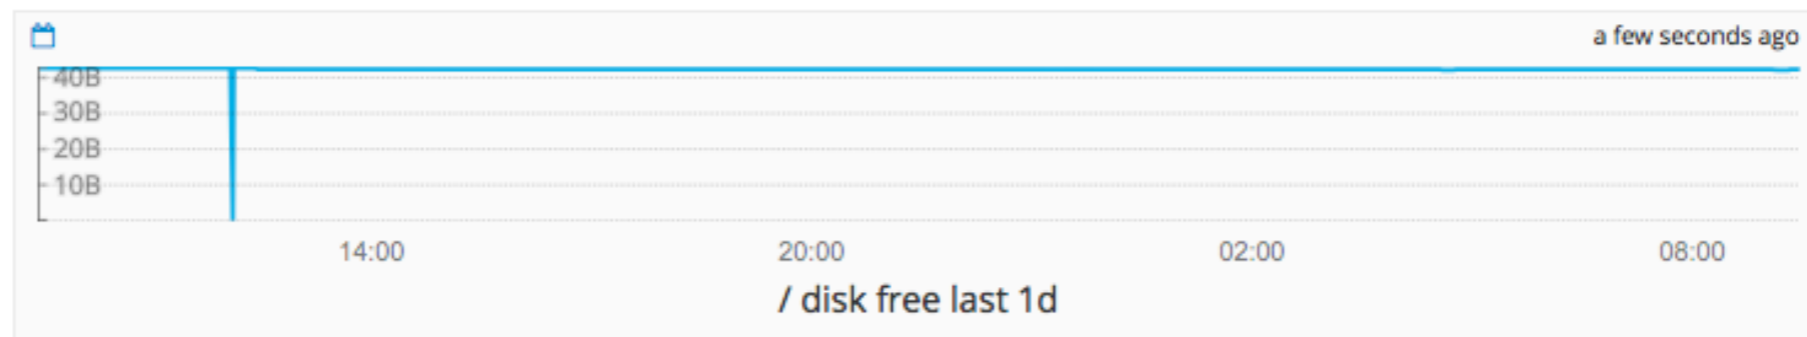 a few seconds ago
40B
30B
20B
10B
14:00 20:00 02:00 08:00
/ disk free last 1d